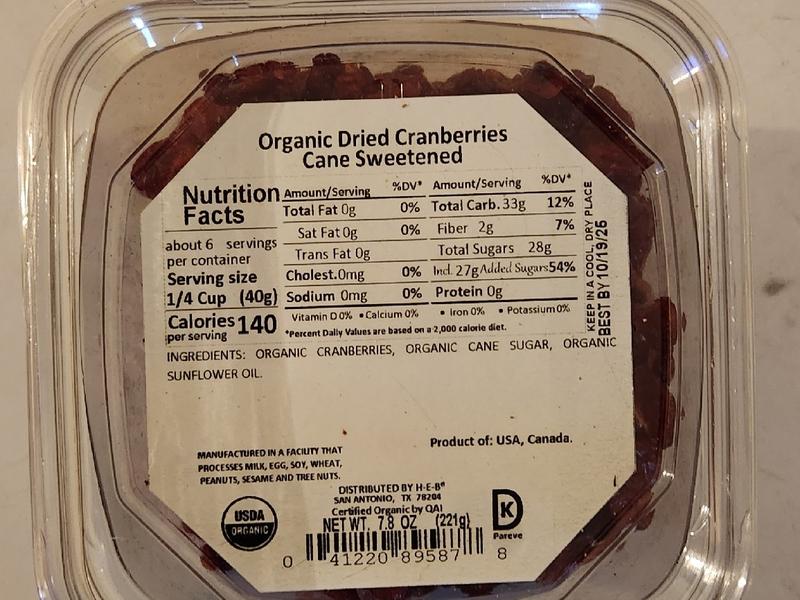 Organic Dried Cranberries
Cane Sweetened
Nutrition
Facts
about 6 servings
per container
Serving size
1/4 Cup (40g)
Calories 140
per serving
Amount/Serving %DV*
Total Fat 0g 0%
Sat Fat 0g 0%
Trans Fat 0g
Cholest. 0mg 0%
Sodium 0mg 0%
Amount/Serving %DV*
Total Carb. 33g 12%
Fiber 2g 7%
Total Sugars 28g
Incl. 27g Added Sugars 54%
Protein 0g
Vitamin D 0% • Calcium 0% • Iron 0% • Potassium 0%
*Percent Daily Values are based on a 2,000 calorie diet.
KEEP IN A COOL, DRY PLACE
BEST BY 10/19/25
INGREDIENTS: ORGANIC CRANBERRIES, ORGANIC CANE SUGAR, ORGANIC
SUNFLOWER OIL.
Product of: USA, Canada.
MANUFACTURED IN A FACILITY THAT
PROCESSES MILK, EGG, SOY, WHEAT,
PEANUTS, SESAME AND TREE NUTS.
DISTRIBUTED BY H-E-B®
SAN ANTONIO, TX 78204
Certified Organic by QAI
NET WT. 7.8 OZ (221g)
USDA
ORGANIC
K
Pareve
0 41220 89587 8